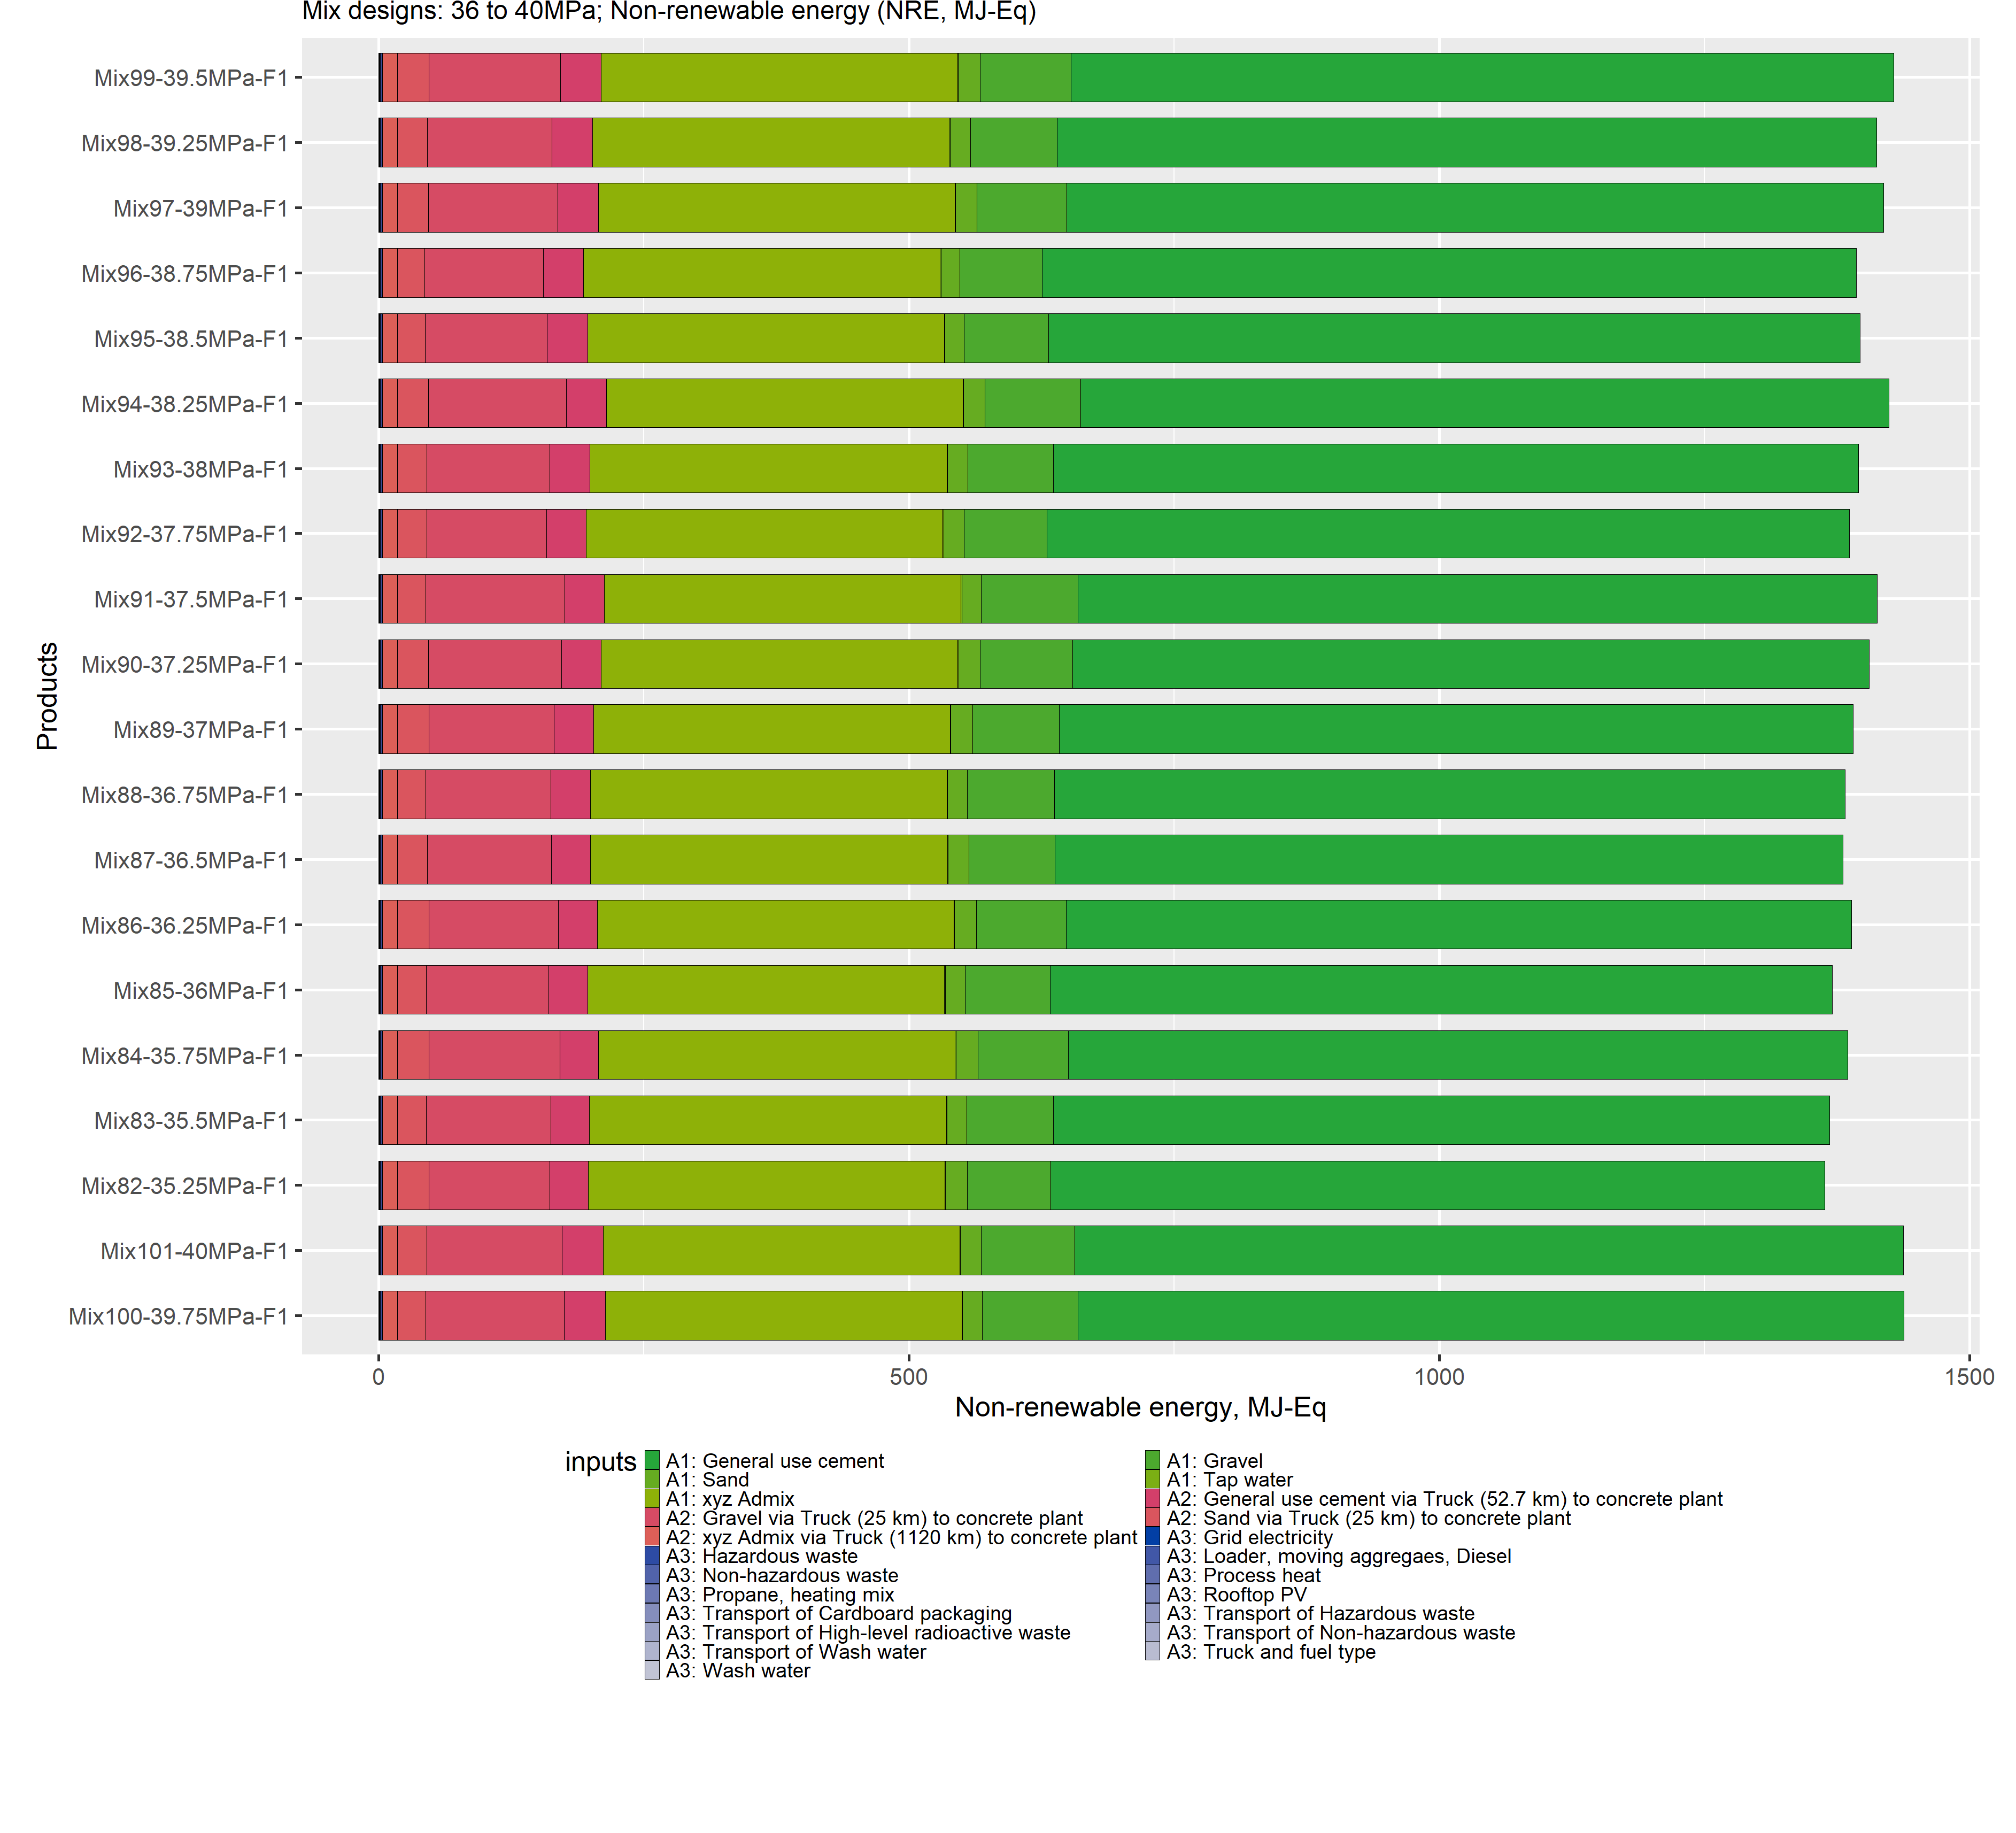 Mix designs: 36 to 40MPa; Non-renewable energy (NRE, MJ-Eq)
Products
Mix99-39.5MPa-F1
Mix98-39.25MPa-F1
Mix97-39MPa-F1
Mix96-38.75MPa-F1
Mix95-38.5MPa-F1
Mix94-38.25MPa-F1
Mix93-38MPa-F1
Mix92-37.75MPa-F1
Mix91-37.5MPa-F1
Mix90-37.25MPa-F1
Mix89-37MPa-F1
Mix88-36.75MPa-F1
Mix87-36.5MPa-F1
Mix86-36.25MPa-F1
Mix85-36MPa-F1
Mix84-35.75MPa-F1
Mix83-35.5MPa-F1
Mix82-35.25MPa-F1
Mix101-40MPa-F1
Mix100-39.75MPa-F1
0 500 1000 1500
Non-renewable energy, MJ-Eq
inputs
A1: General use cement A1: Gravel
A1: Sand A1: Tap water
A1: xyz Admix A2: General use cement via Truck (52.7 km) to concrete plant
A2: Gravel via Truck (25 km) to concrete plant A2: Sand via Truck (25 km) to concrete plant
A2: xyz Admix via Truck (1120 km) to concrete plant A3: Grid electricity
A3: Hazardous waste A3: Loader, moving aggregaes, Diesel
A3: Non-hazardous waste A3: Process heat
A3: Propane, heating mix A3: Rooftop PV
A3: Transport of Cardboard packaging A3: Transport of Hazardous waste
A3: Transport of High-level radioactive waste A3: Transport of Non-hazardous waste
A3: Transport of Wash water A3: Truck and fuel type
A3: Wash water